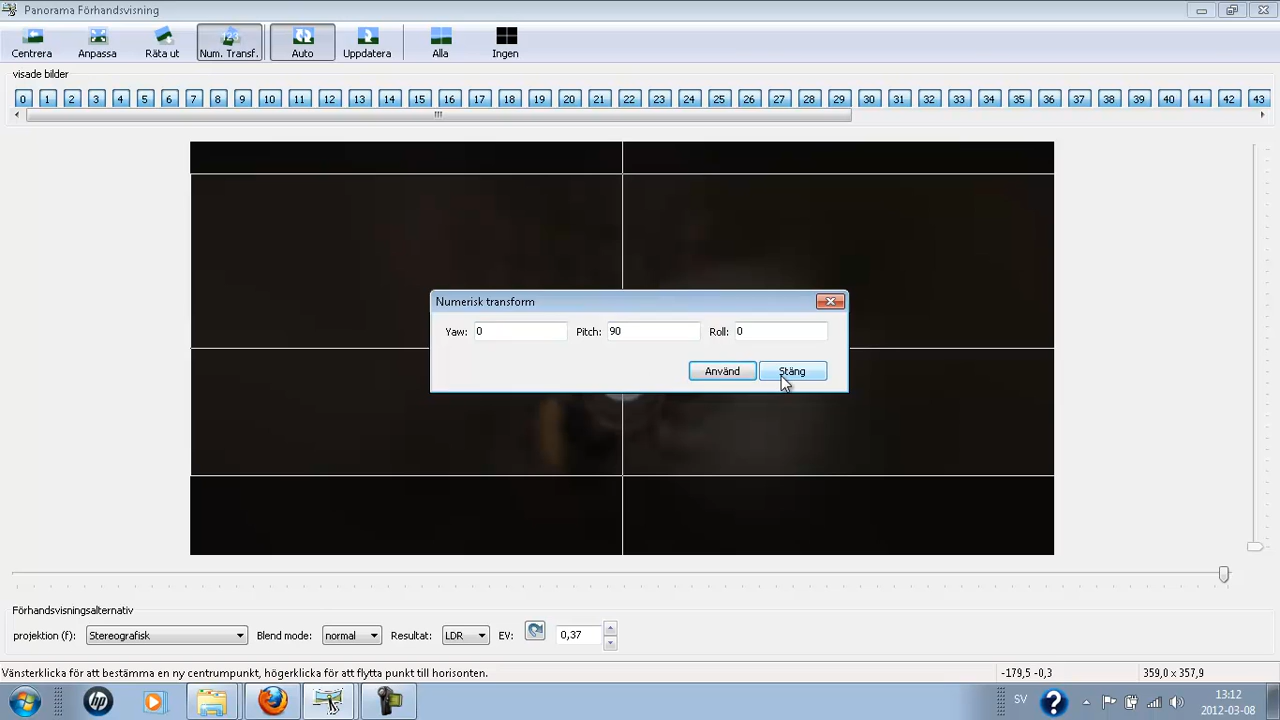 Panorama Förhandsvisning
Centrera Anpassa Räta ut Num. Transf. Auto Uppdatera Alla Ingen
visade bilder
0 1 2 3 4 5 6 7 8 9 10 11 12 13 14 15 16 17 18 19 20 21 22 23 24 25 26 27 28 29 30 31 32 33 34 35 36 37 38 39 40 41 42 43
Numerisk transform
Yaw: 0 Pitch: 90 Roll: 0
Använd Stäng
Förhandsvisningsalternativ
projektion (f): Stereografisk Blend mode: normal Resultat: LDR EV: 0,37
Vänsterklicka för att bestämma en ny centrumpunkt, högerklicka för att flytta punkt till horisonten. -179,5 -0,3 359,0 x 357,9
SV 13:12
2012-03-08